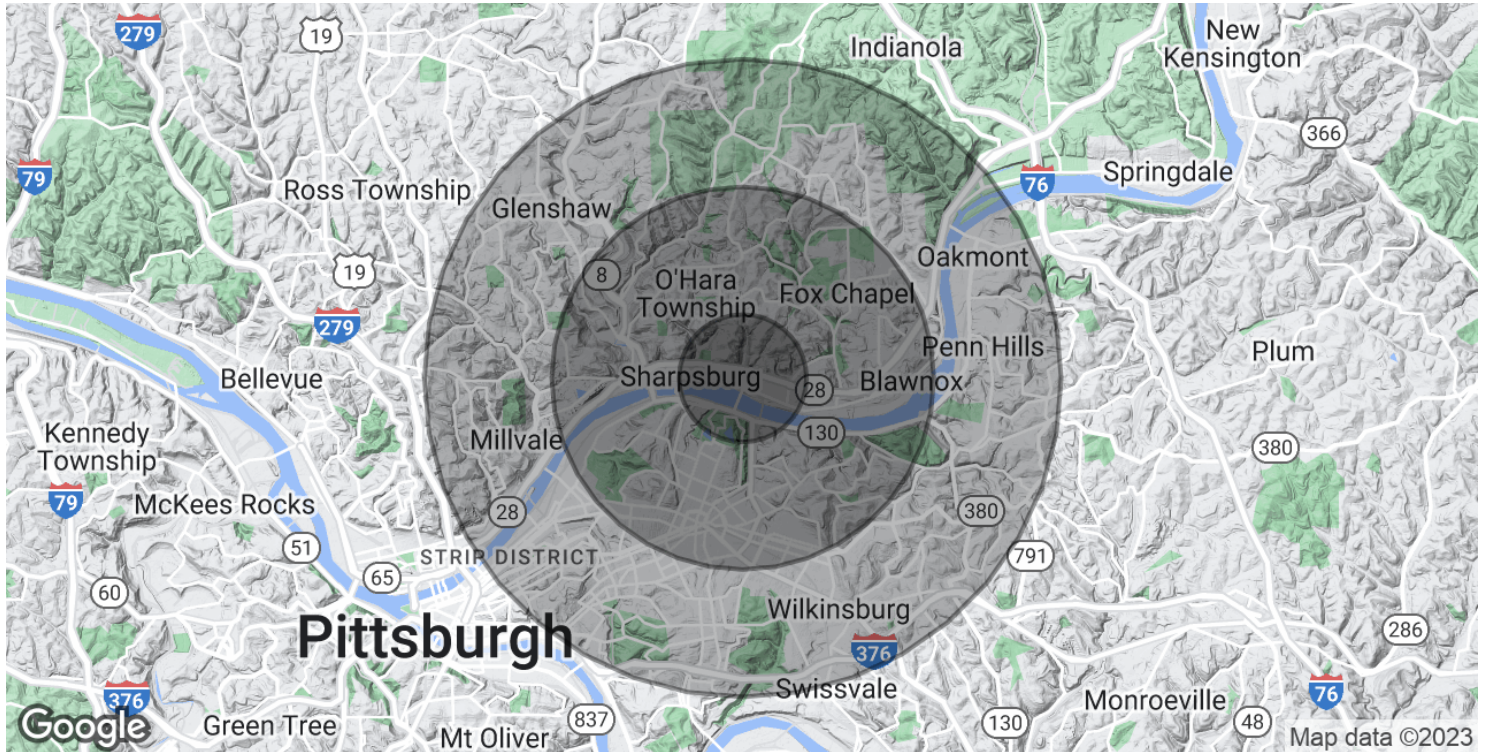 279
19
Indianola
New
Kensington
366
79
Ross Township
Glenshaw
76
Springdale
19
8
O'Hara
Township
Fox Chapel
Oakmont
279
Bellevue
Sharpsburg
28
Blawnox
Penn Hills
Plum
Kennedy
Township
Millvale
130
380
79
McKees Rocks
28
380
51
STRIP DISTRICT
791
65
60
Wilkinsburg
Pittsburgh
376
286
376
Swissvale
Monroeville
76
Google
Green Tree
Mt Oliver
837
130
48
Map data ©2023